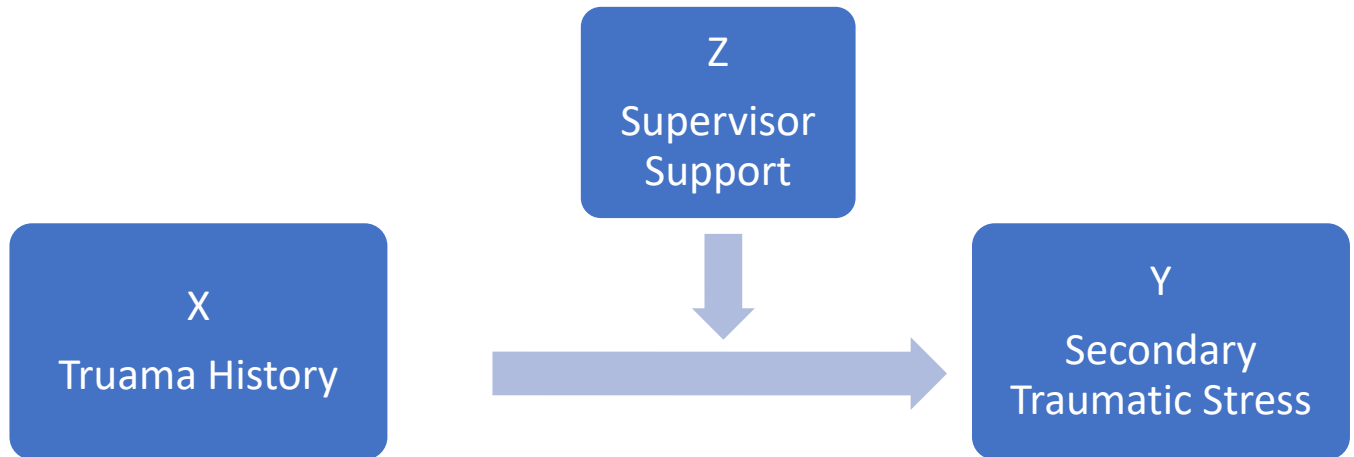 Z
Supervisor
Support
X
Truama History
Y
Secondary
Traumatic Stress